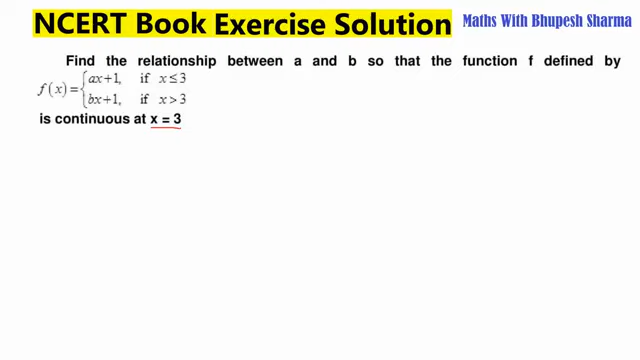 NCERT Book Exercise Solution
Maths With Bhupesh Sharma
Find the relationship between a and b so that the function f defined by
f(x) = { ax+1, if x ≤ 3
bx+1, if x > 3
is continuous at x = 3